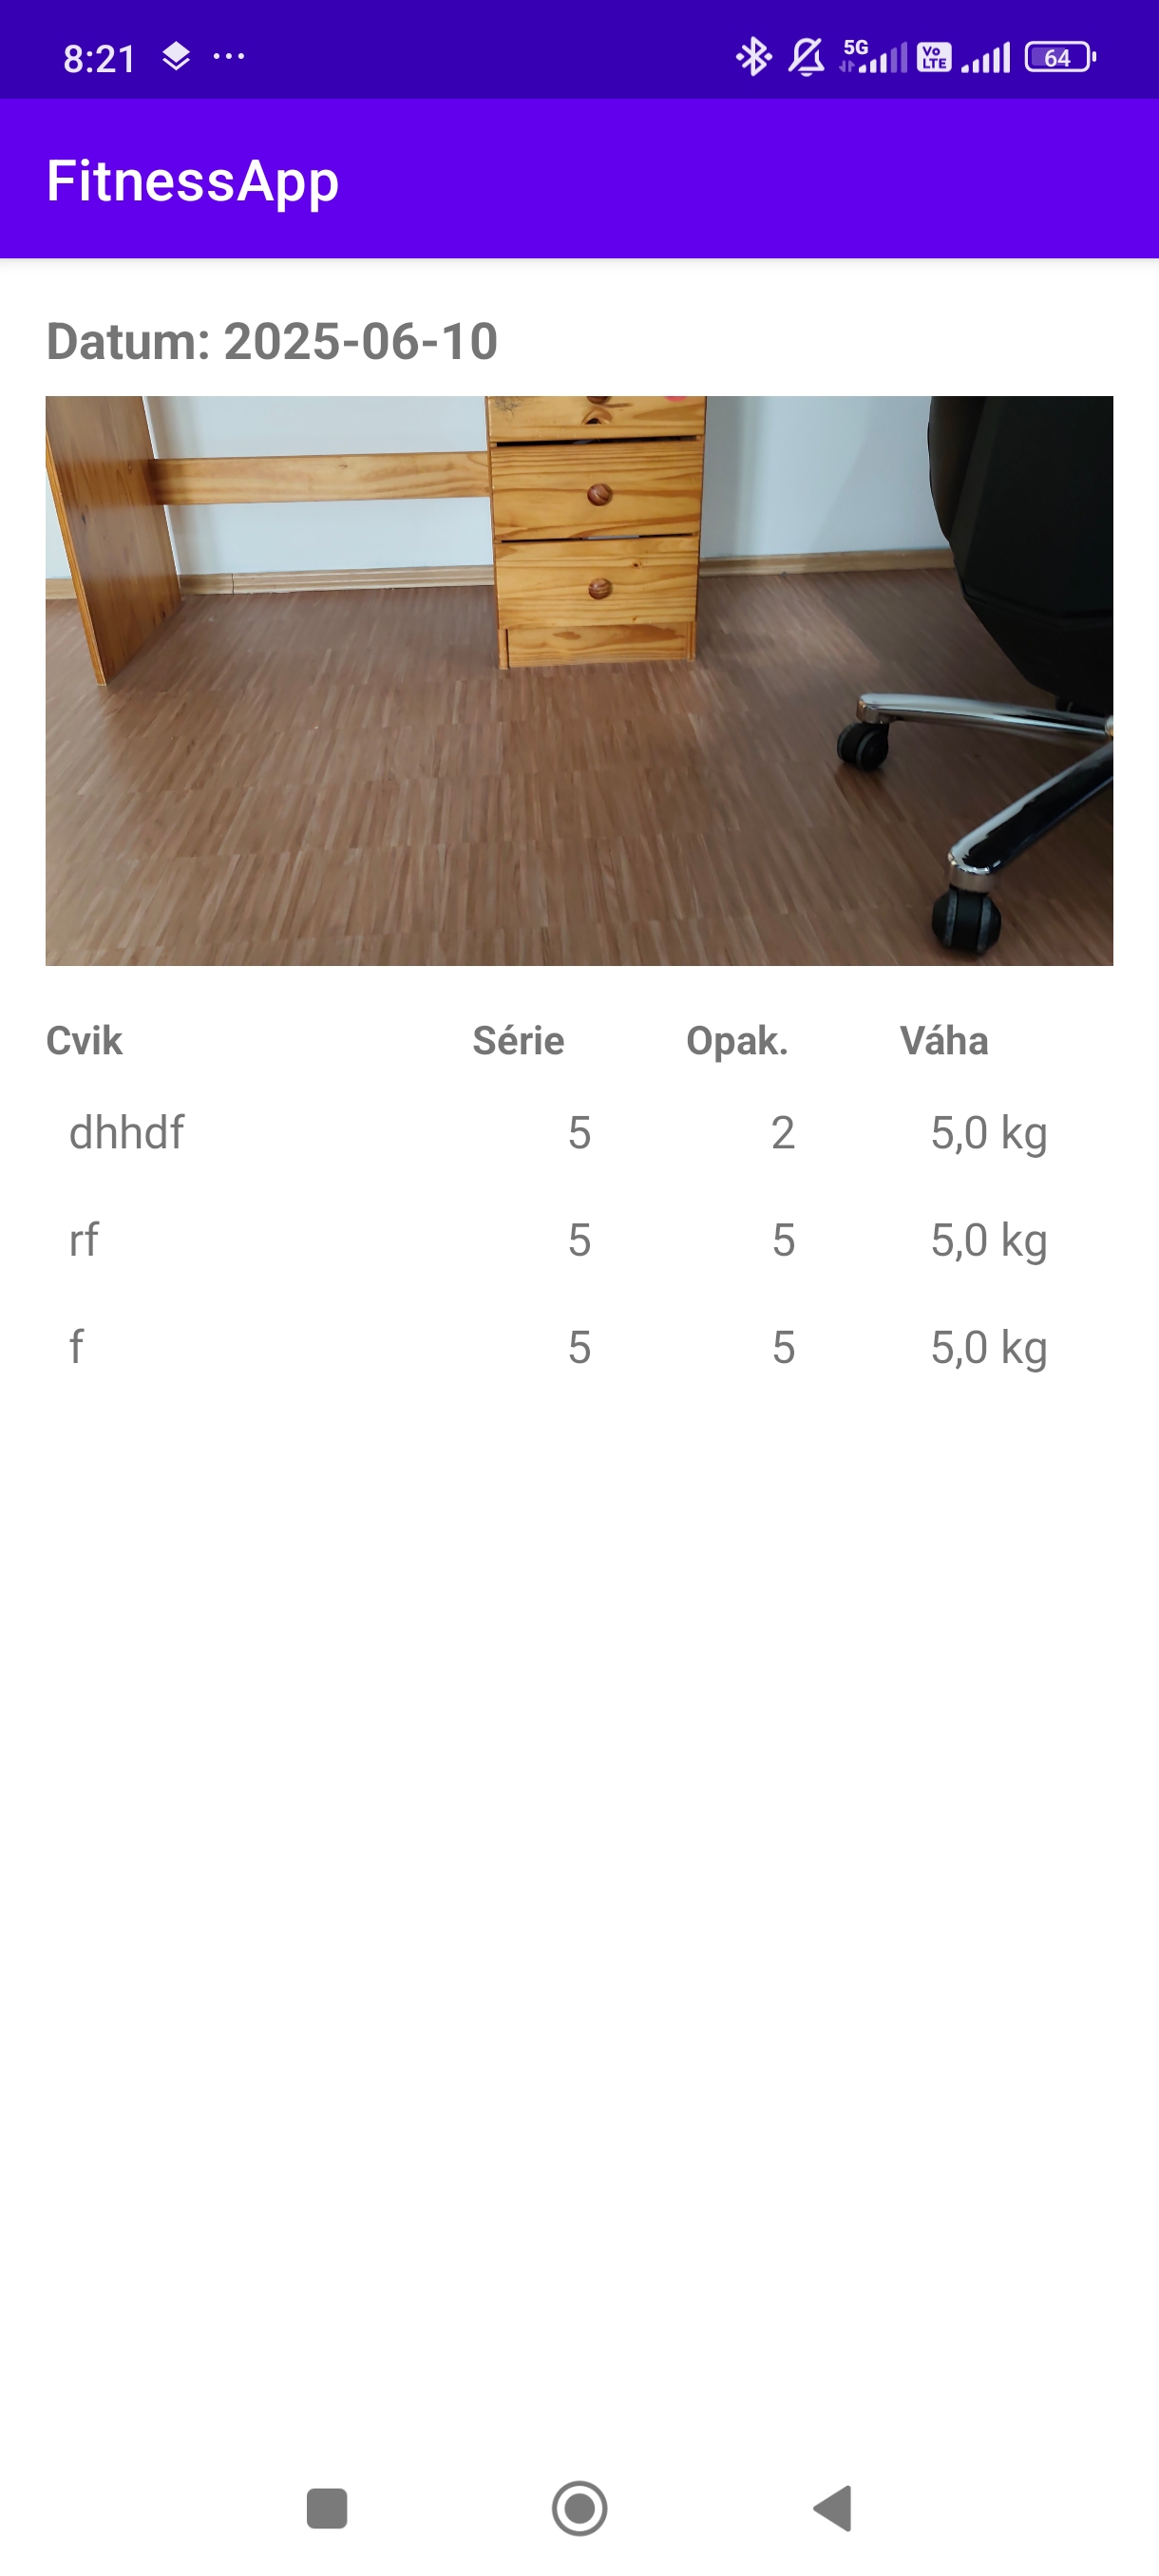 8:21 ... 5G Vo LTE 64
FitnessApp
Datum: 2025-06-10
Cvik Série Opak. Váha
dhhdf 5 2 5,0 kg
rf 5 5 5,0 kg
f 5 5 5,0 kg